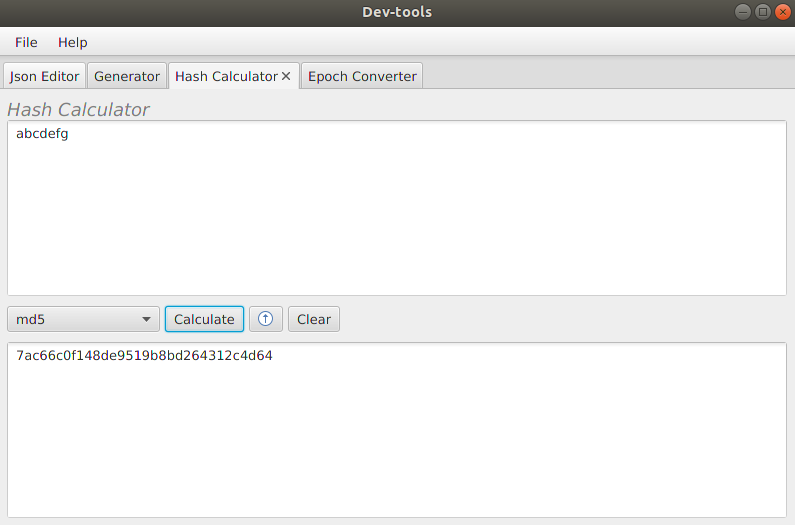 Dev-tools
File Help
Json Editor Generator Hash Calculator Epoch Converter
Hash Calculator
abcdefg
md5 Calculate Clear
7ac66c0f148de9519b8bd264312c4d64